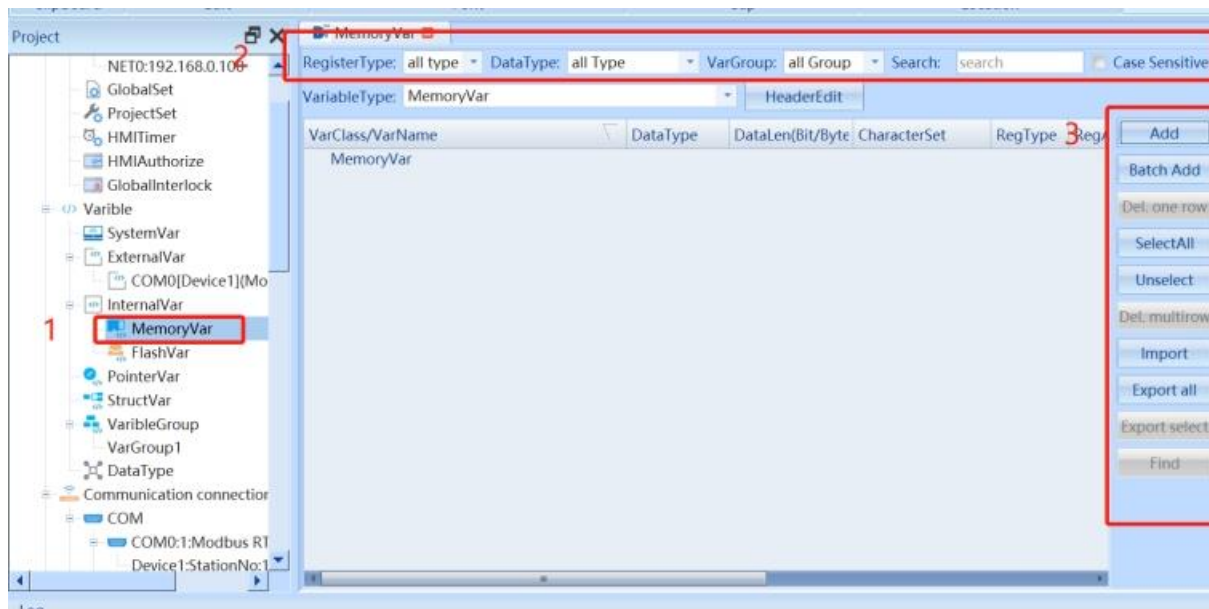 Project
2
NET0:192.168.0.100
GlobalSet
ProjectSet
HMITimer
HMIAuthorize
GlobalInterlock
Varible
SystemVar
ExternalVar
COM0[Device1](Mo
InternalVar
1
MemoryVar
FlashVar
PointerVar
StructVar
VaribleGroup
VarGroup1
DataType
Communication connection
COM
COM0:1:Modbus RT
Device1:StationNo:1
MemoryVar
RegisterType: all type DataType: all Type VarGroup: all Group Search: search Case Sensitive
VariableType: MemoryVar HeaderEdit
VarClass/VarName DataType DataLen(Bit/Byte CharacterSet RegType RegA
MemoryVar
3
Add
Batch Add
Del. one row
SelectAll
Unselect
Del. multirow
Import
Export all
Export select
Find